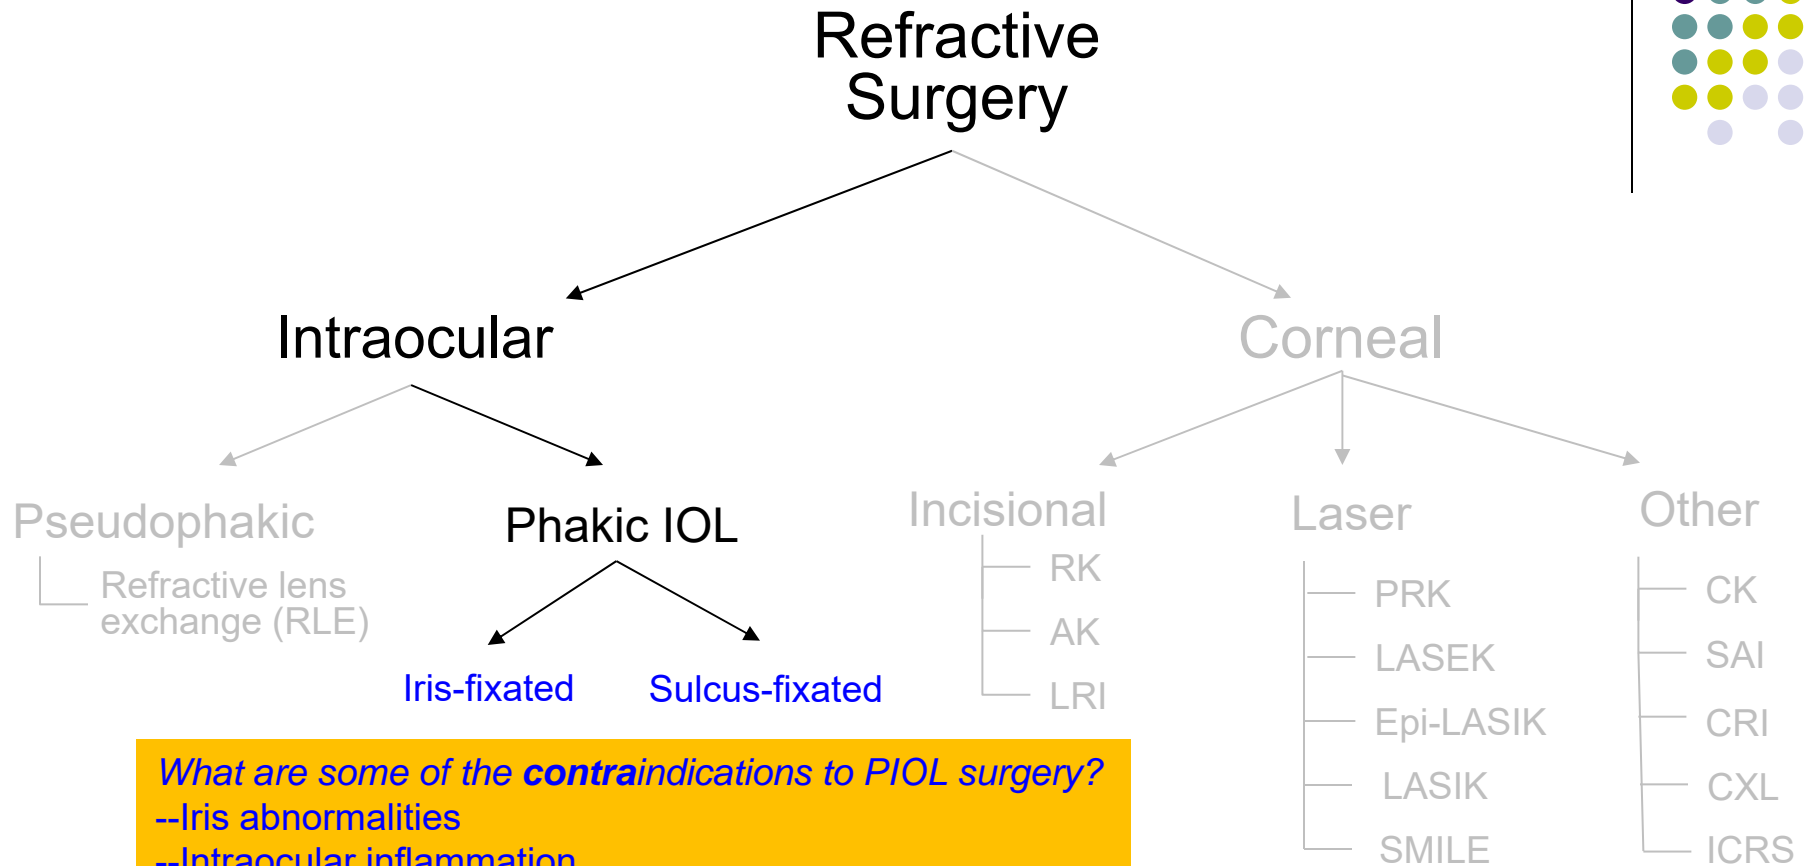 Refractive
Surgery
Intraocular
Corneal
Pseudophakic
Refractive lens
exchange (RLE)
Phakic IOL
Iris-fixated
Sulcus-fixated
Incisional
RK
AK
LRI
Laser
PRK
LASEK
Epi-LASIK
LASIK
SMILE
Other
CK
SAI
CRI
CXL
ICRS
What are some of the contraindications to PIOL surgery?
--Iris abnormalities
--Intraocular inflammation